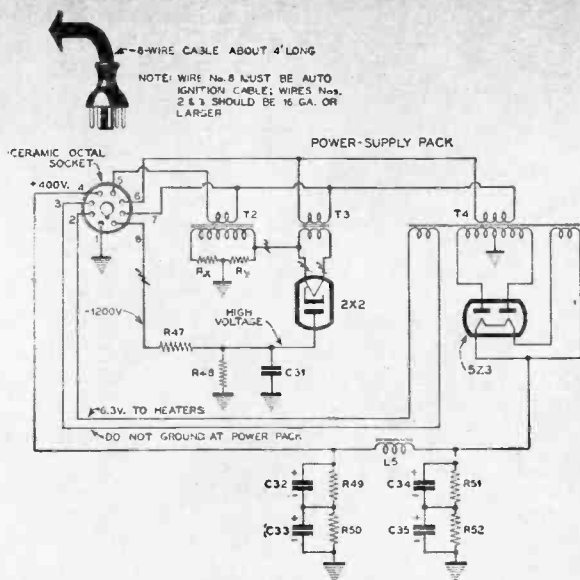 8-WIRE CABLE ABOUT 4' LONG
NOTE: WIRE No. 8 MUST BE AUTO
IGNITION CABLE; WIRES Nos.
2 & 3 SHOULD BE 16 GA. OR
LARGER
POWER-SUPPLY PACK
CERAMIC OCTAL
SOCKET
+400V.
4
5
3
6
2
7
1
8
T2
T3
T4
RX
RY
2X2
-1200V
HIGH
VOLTAGE
R47
R48
C31
5Z3
6.3V. TO HEATERS
DO NOT GROUND AT POWER PACK
L5
C32
R49
C34
R51
C33
R50
C35
R52